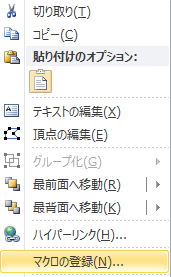 切り取り(T)
コピー(C)
貼り付けのオプション:
テキストの編集(X)
頂点の編集(E)
グループ化(G)
最前面へ移動(R)
最背面へ移動(K)
ハイパーリンク(H)...
マクロの登録(N)...